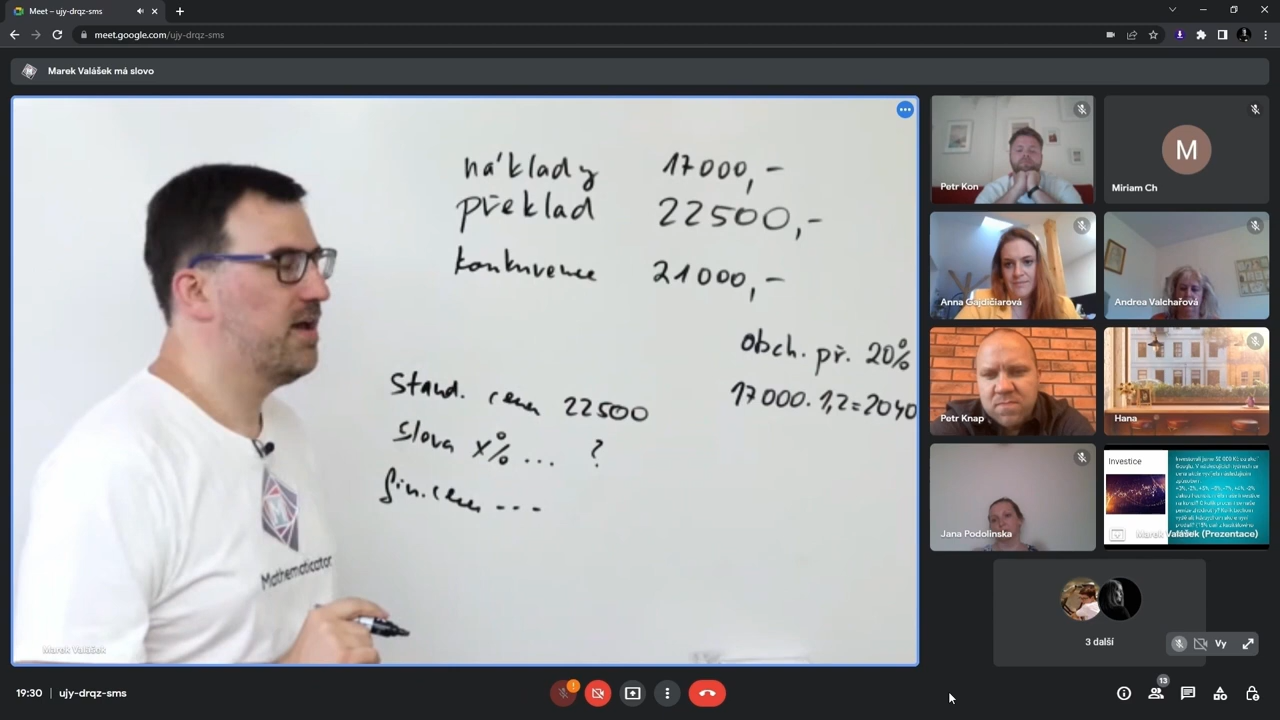 Meet – ujy-drqz-sms
meet.google.com/ujy-drqz-sms
Marek Valášek má slovo
náklady 17000,-
překlad 22500,-
konkurence 21000,-
obch. př. 20%
17000.1,2=2040
Stand. cena 22500
Sleva x% ... ?
fin.cena ...
Mathematicator
Marek Valášek
Petr Kon
M
Miriam Ch
Anna Gajdičiarová
Andrea Valchařová
Petr Knap
Hana
Jana Podolinska
Investice
Marek Valášek (Prezentace)
3 další
Vy
19:30 | ujy-drqz-sms
13